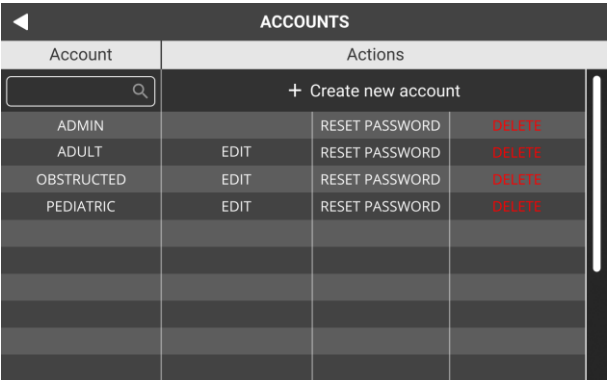 ACCOUNTS
Account Actions
+ Create new account
ADMIN RESET PASSWORD DELETE
ADULT EDIT RESET PASSWORD DELETE
OBSTRUCTED EDIT RESET PASSWORD DELETE
PEDIATRIC EDIT RESET PASSWORD DELETE